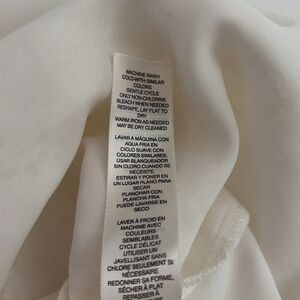 MACHINE WASH
COLD WITH SIMILAR
COLORS
GENTLE CYCLE
ONLY NON-CHLORINE
BLEACH WHEN NEEDED
RESHAPE, LAY FLAT TO
DRY
WARM IRON AS NEEDED
MAY BE DRY CLEANED
LAVAR A MÁQUINA CON
AGUA FRIA EN
CICLO SUAVE CON
COLORES SIMILARES.
USAR BLANQUEADOR
SIN CLORO CUANDO SE
NECESITE.
ESTIRAR Y PONER EN
UN LUGAR PLANO PARA
SECAR
PLANCHAR CON
PLANCHA FRIA
PUEDE LAVARSE EN
SECO
LAVER À FROID EN
MACHINE AVEC
COULEURS
SEMBLABLES
CYCLE DÉLICAT
UTILISER UN
JAVELLISANT SANS
CHLORE SEULEMENT SI
NÉCESSAIRE
REDONNER SA FORME,
SÉCHER À PLAT
REPASSER À